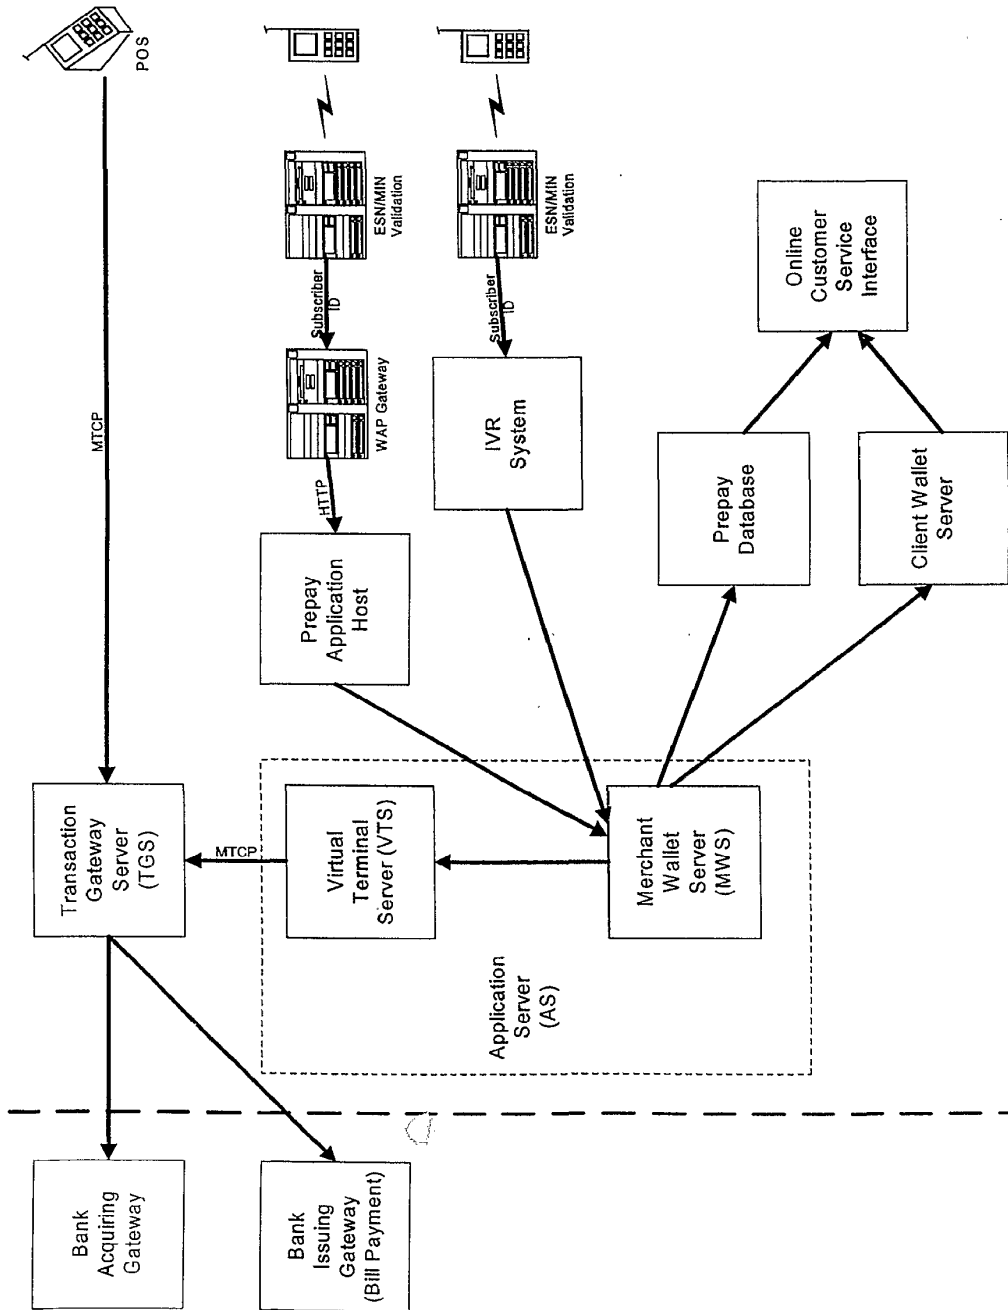 Bank
Acquiring
Gateway
Bank
Issuing
Gateway
(Bill Payment)
Transaction
Gateway
Server
(TGS)
MTCP
POS
MTCP
Virtual
Terminal
Server (VTS)
Application
Server
(AS)
Merchant
Wallet
Server
(MWS)
Prepay
Application
Host
HTTP
WAP Gateway
Subscriber
ID
ESN/MIN
Validation
IVR
System
Subscriber
ID
ESN/MIN
Validation
Prepay
Database
Client Wallet
Server
Online
Customer
Service
Interface